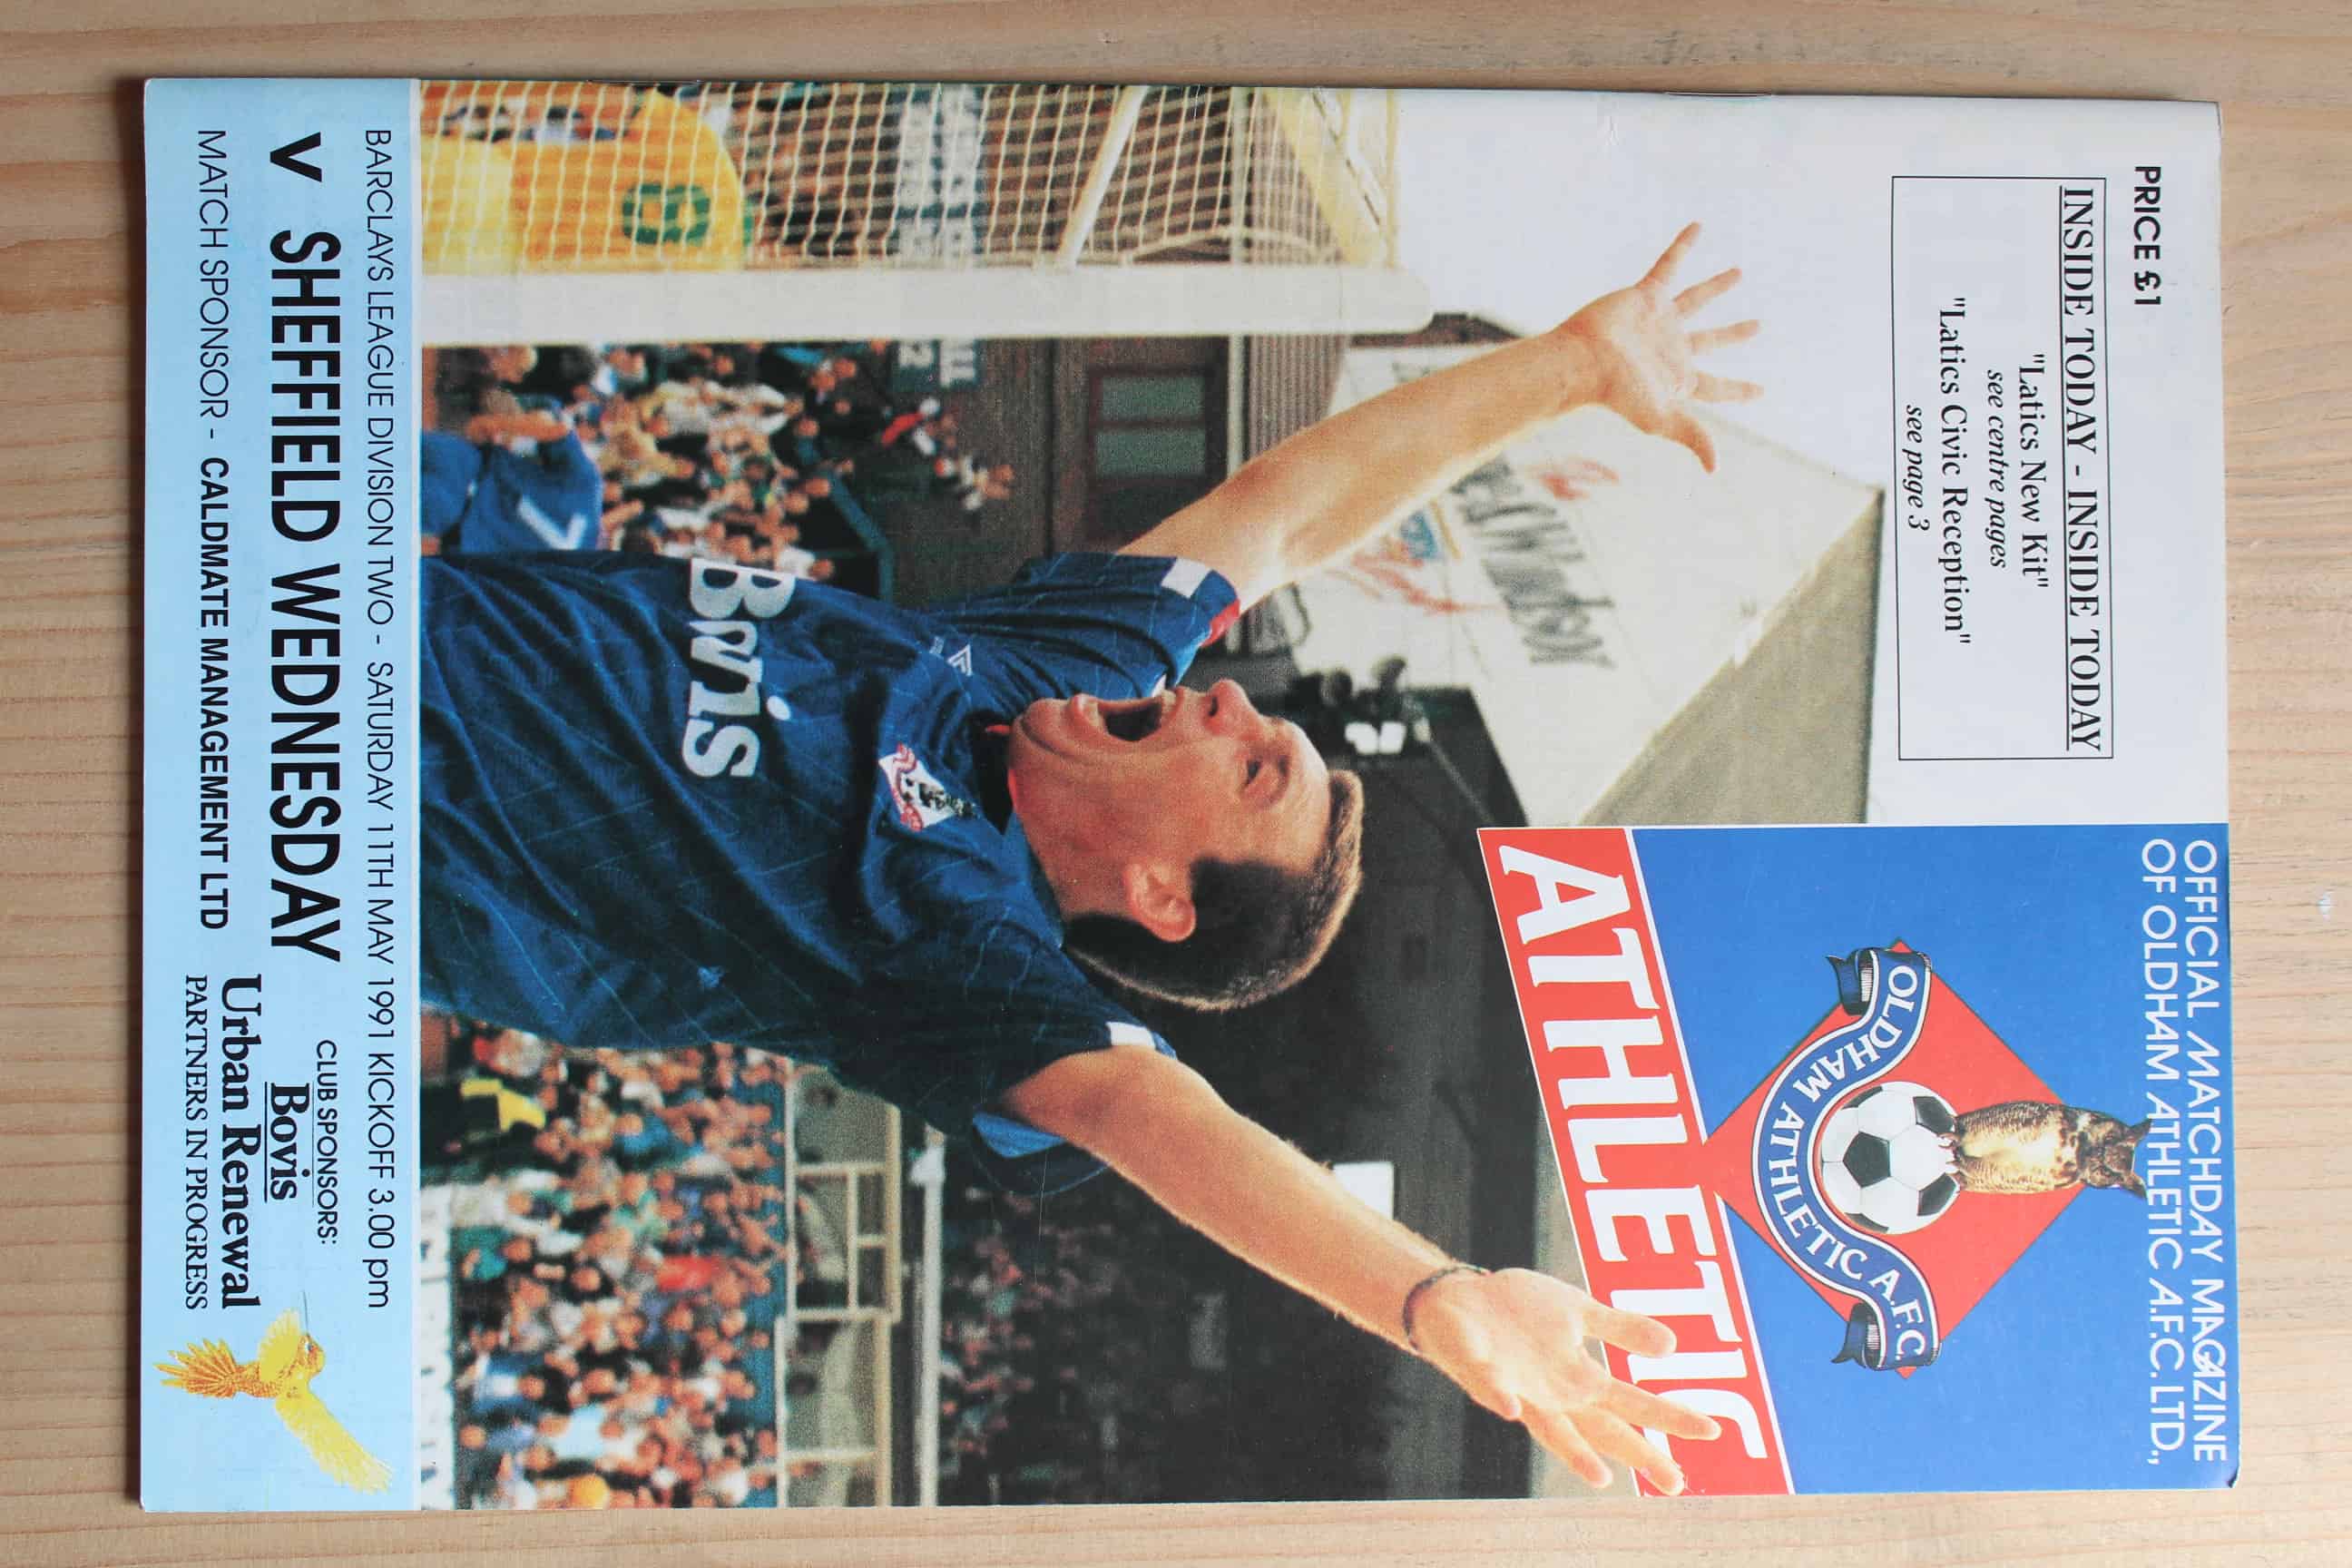 OFFICIAL MATCHDAY MAGAZINE
OF OLDHAM ATHLETIC A.F.C. LTD,
PRICE £1
INSIDE TODAY - INSIDE TODAY
"Latics New Kit"
see centre pages
"Latics Civic Reception"
see page 3
OLDHAM ATHLETIC A.F.C.
ATHLETIC
Bovis
8
7
BARCLAYS LEAGUE DIVISION TWO - SATURDAY 11TH MAY 1991 KICKOFF 3.00 pm
V SHEFFIELD WEDNESDAY
MATCH SPONSOR - CALDMATE MANAGEMENT LTD
CLUB SPONSORS:
Bovis
Urban Renewal
PARTNERS IN PROGRESS